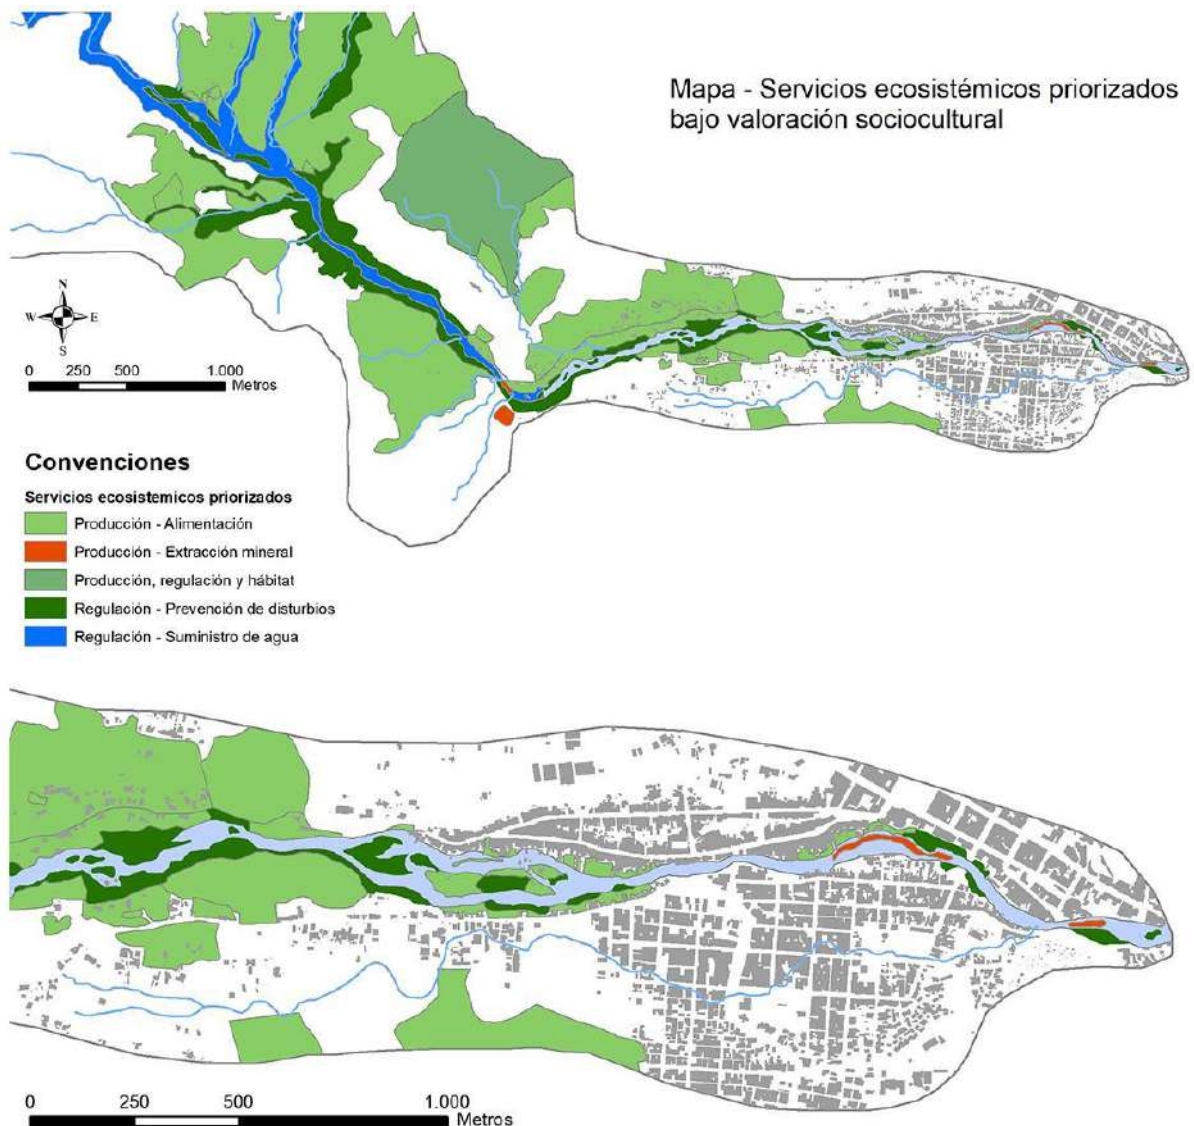 Mapa - Servicios ecosistémicos priorizados
bajo valoración sociocultural
N
W E
S
0 250 500 1.000
Metros
Convenciones
Servicios ecosistemicos priorizados
Producción - Alimentación
Producción - Extracción mineral
Producción, regulación y hábitat
Regulación - Prevención de disturbios
Regulación - Suministro de agua
0 250 500 1.000
Metros